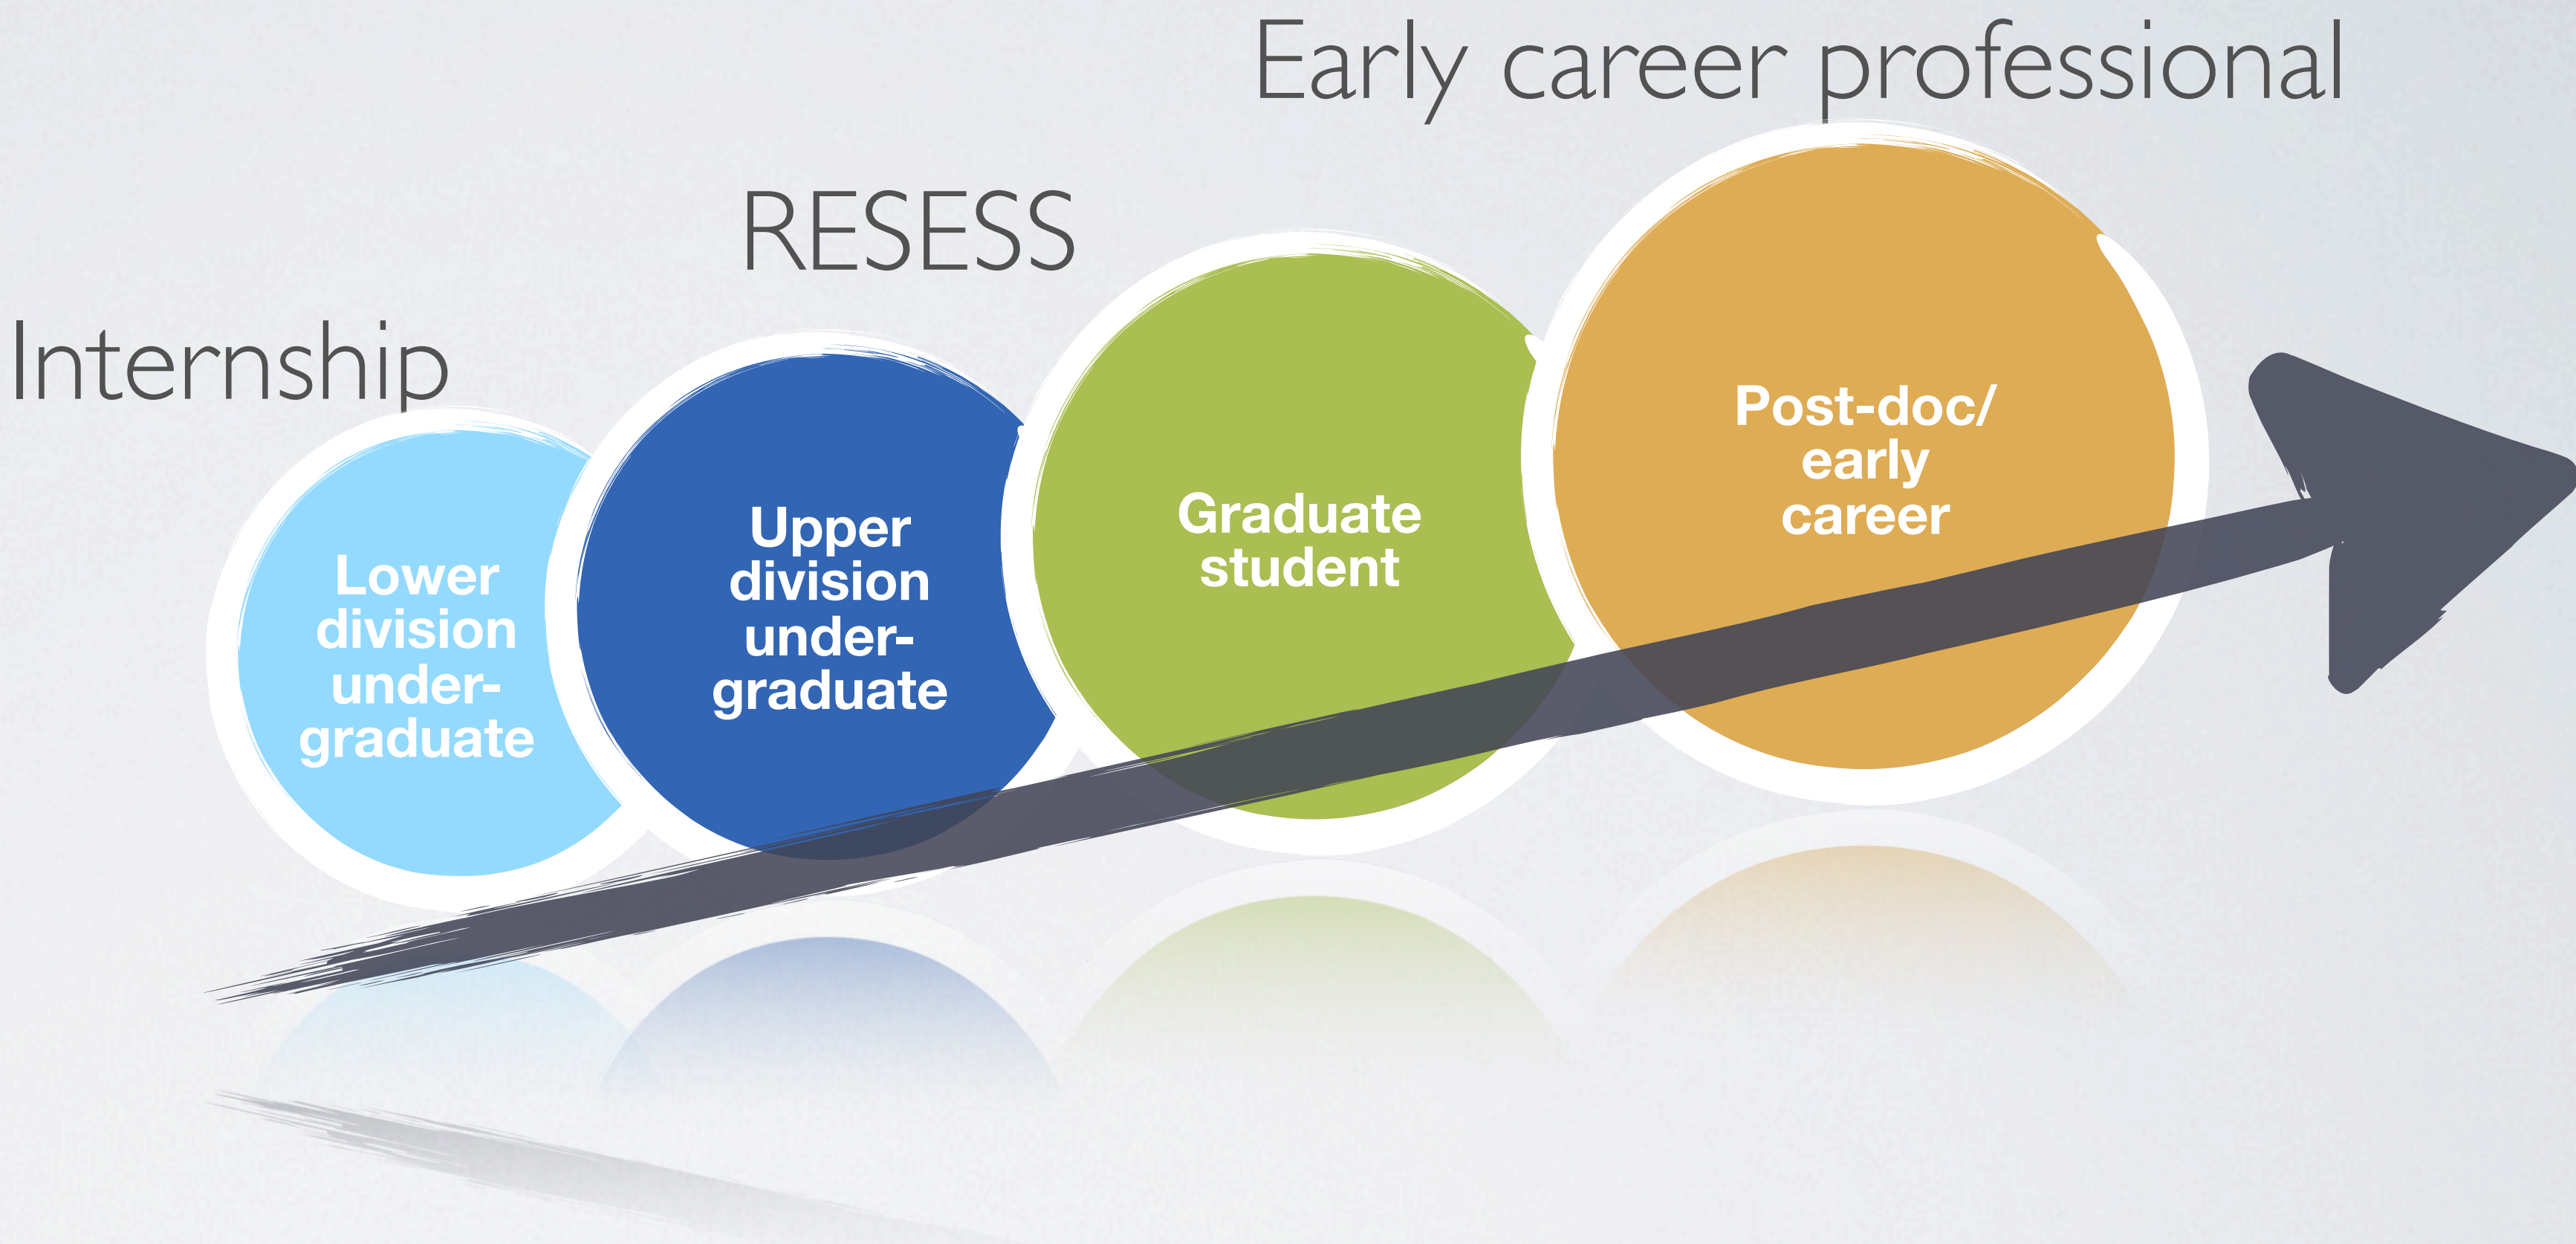 Early career professional
RESESS
Internship
Lower
division
under-
graduate
Upper
division
under-
graduate
Graduate
student
Post-doc/
early
career